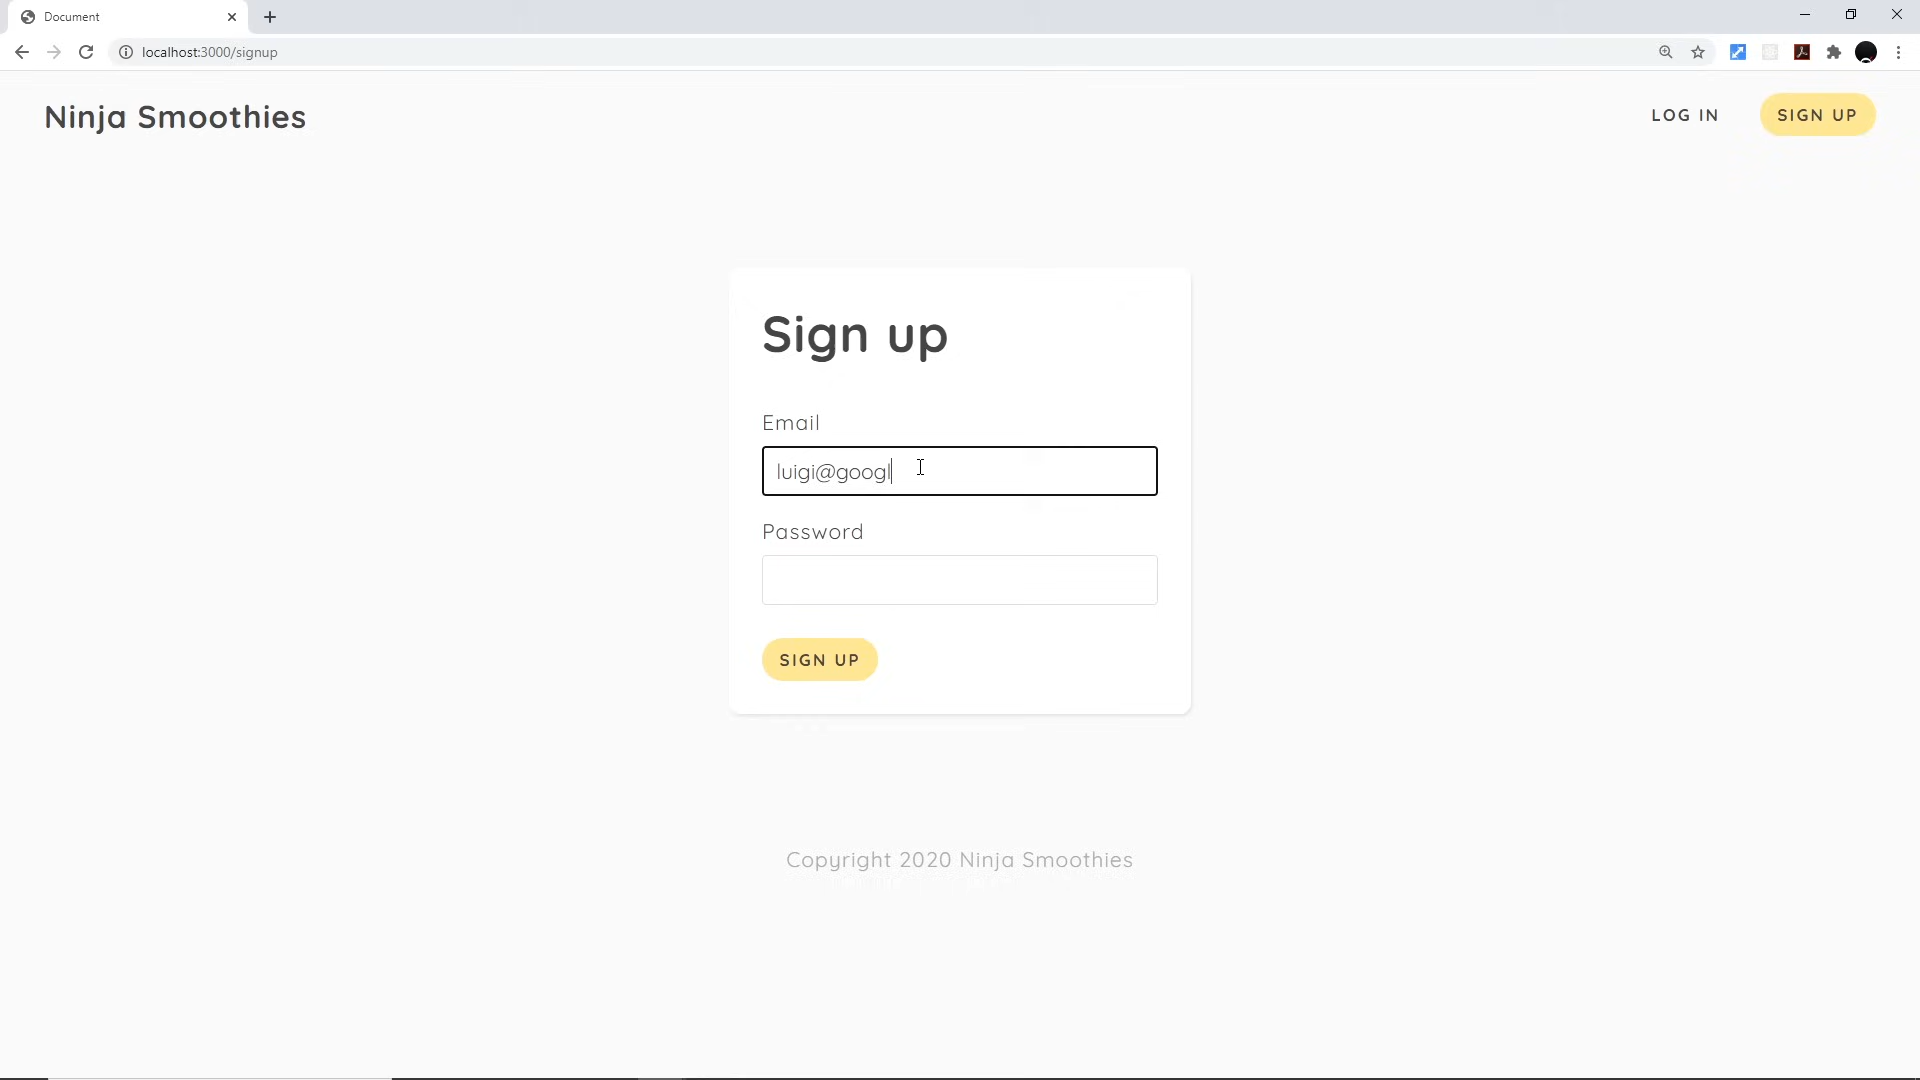 Document
localhost:3000/signup
Ninja Smoothies
LOG IN
SIGN UP
Sign up
Email
luigi@googl
Password
SIGN UP
Copyright 2020 Ninja Smoothies